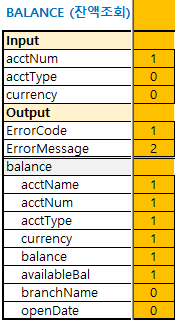 BALANCE (잔액조회)
Input
acctNum 1
acctType 0
currency 0
Output
ErrorCode 1
ErrorMessage 2
balance
acctName 1
acctNum 1
acctType 1
currency 1
balance 1
availableBal 1
branchName 0
openDate 0